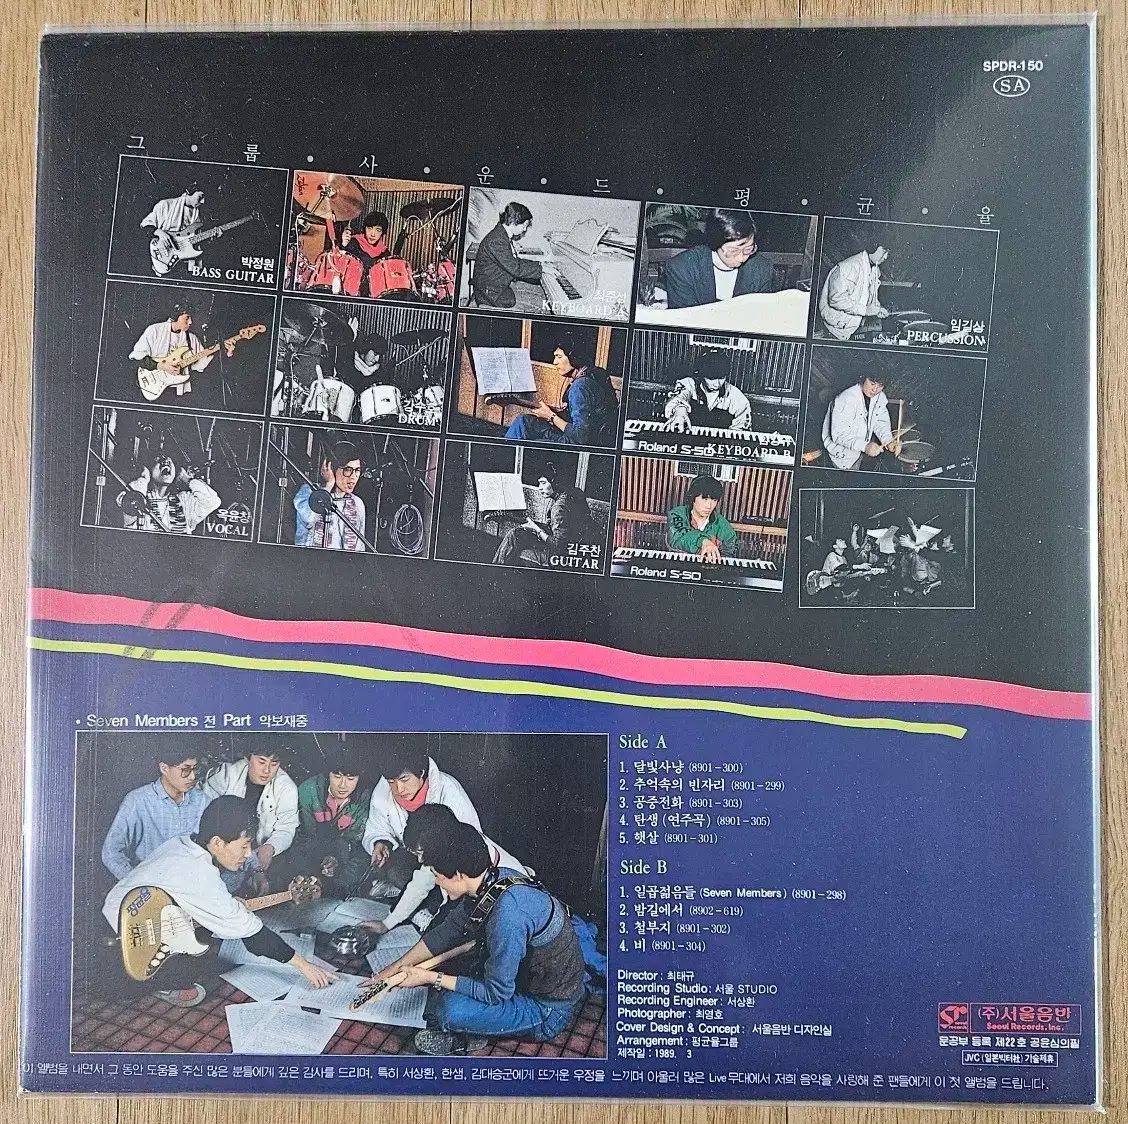 SPDR-150
SA
그 · 룹 · 사 · 운 · 드 · 평 · 균 · 율
박정원
BASS GUITAR
KEYBOARD A
임길상
PERCUSSION
DRUM
Roland S-50
KEYBOARD B
옥윤창
VOCAL
김주찬
GUITAR
Roland S-50
• Seven Members 전 Part 악보재중
평균율
Side A
1. 달빛사냥 (8901-300)
2. 추억속의 빈자리 (8901-299)
3. 공중전화 (8901-303)
4. 탄생 (연주곡) (8901-305)
5. 햇살 (8901-301)
Side B
1. 일곱젊음들 (Seven Members) (8901-298)
2. 밤길에서 (8902-619)
3. 철부지 (8901-302)
4. 비 (8901-304)
Director : 최태규
Recording Studio : 서울 STUDIO
Recording Engineer : 서상환
Photographer : 최영호
Cover Design & Concept : 서울음반 디자인실
Arrangement : 평균율그룹
제작일 : 1989. 3
seoul records
(주)서울음반
Seoul Records, Inc.
문공부 등록 제22호 공윤심의필
JVC (일본빅터社) 기술제휴
이 앨범을 내면서 그 동안 도움을 주신 많은 분들에게 깊은 감사를 드리며, 특히 서상환, 한샘, 김대승군에게 뜨거운 우정을 느끼며 아울러 많은 Live 무대에서 저희 음악을 사랑해 준 팬들에게 이 첫 앨범을 드립니다.